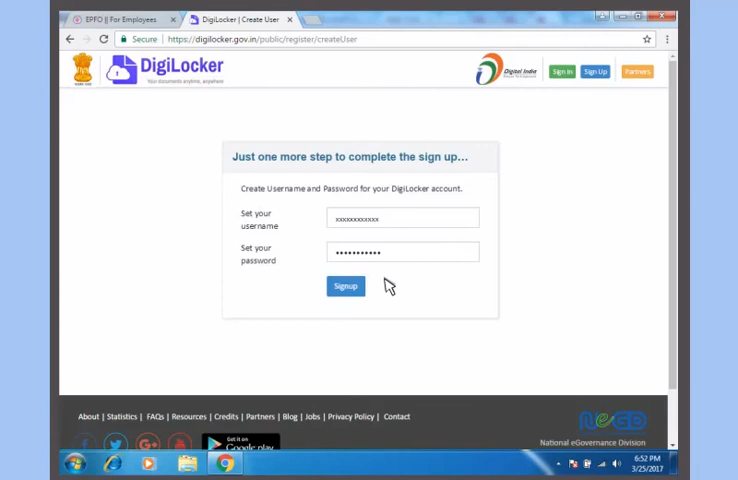 EPFO || For Employees
DigiLocker | Create User
Secure
https://digilocker.gov.in/public/register/createUser
DigiLocker
Your documents anytime, anywhere
Digital India
Sign In
Sign Up
Partners
Just one more step to complete the sign up...
Create Username and Password for your DigiLocker account.
Set your
username
xxxxxxxxxxxx
Set your
password
Signup
About | Statistics | FAQs | Resources | Credits | Partners | Blog | Jobs | Privacy Policy | Contact
NeGD
National eGovernance Division
Get it on
Google play
6:52 PM
3/25/2017